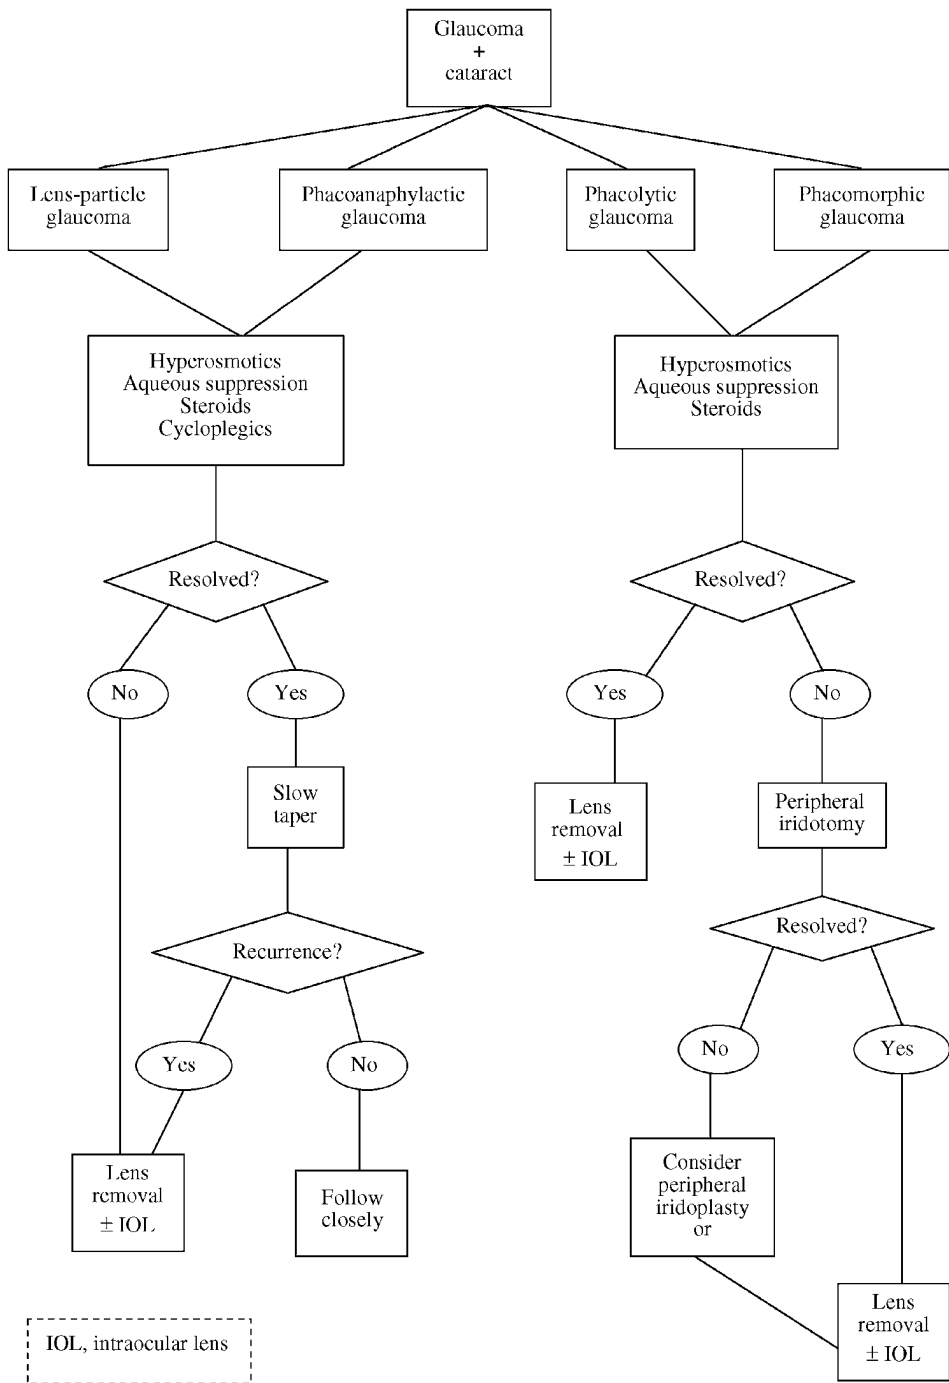 Glaucoma
+
cataract
Lens-particle
glaucoma
Phacoanaphylactic
glaucoma
Phacolytic
glaucoma
Phacomorphic
glaucoma
Hyperosmotics
Aqueous suppression
Steroids
Cycloplegics
Hyperosmotics
Aqueous suppression
Steroids
Resolved?
Resolved?
No
Yes
Yes
No
Slow
taper
Lens
removal
± IOL
Peripheral
iridotomy
Recurrence?
Resolved?
Yes
No
No
Yes
Lens
removal
± IOL
Follow
closely
Consider
peripheral
iridoplasty
or
Lens
removal
± IOL
IOL, intraocular lens